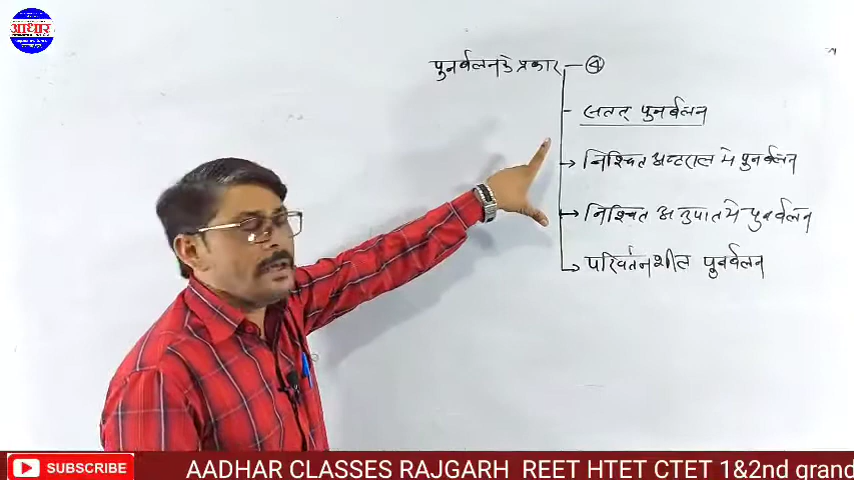 आधार
पुनर्बलन के प्रकार — ④
सतत् पुनर्बलन
निश्चित अन्तराल मे पुनर्बलन
निश्चित अनुपात मे पुनर्बलन
परिवर्तनशील पुनर्बलन
SUBSCRIBE
AADHAR CLASSES RAJGARH REET HTET CTET 1&2nd grand